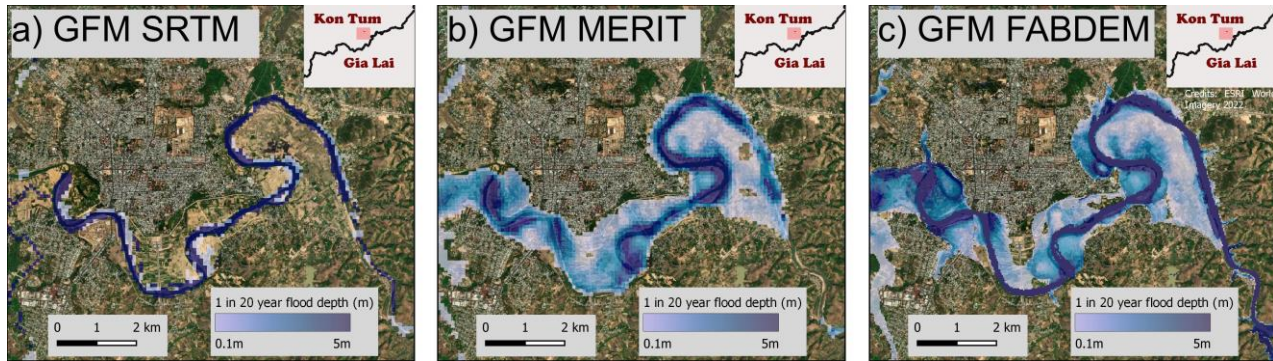 a) GFM SRTM
Kon Tum
Gia Lai
1 in 20 year flood depth (m)
0 1 2 km
0.1m 5m
b) GFM MERIT
Kon Tum
Gia Lai
1 in 20 year flood depth (m)
0 1 2 km
0.1m 5m
c) GFM FABDEM
Kon Tum
Gia Lai
Credits: ESRI World
Imagery 2022
1 in 20 year flood depth (m)
0 1 2 km
0.1m 5m